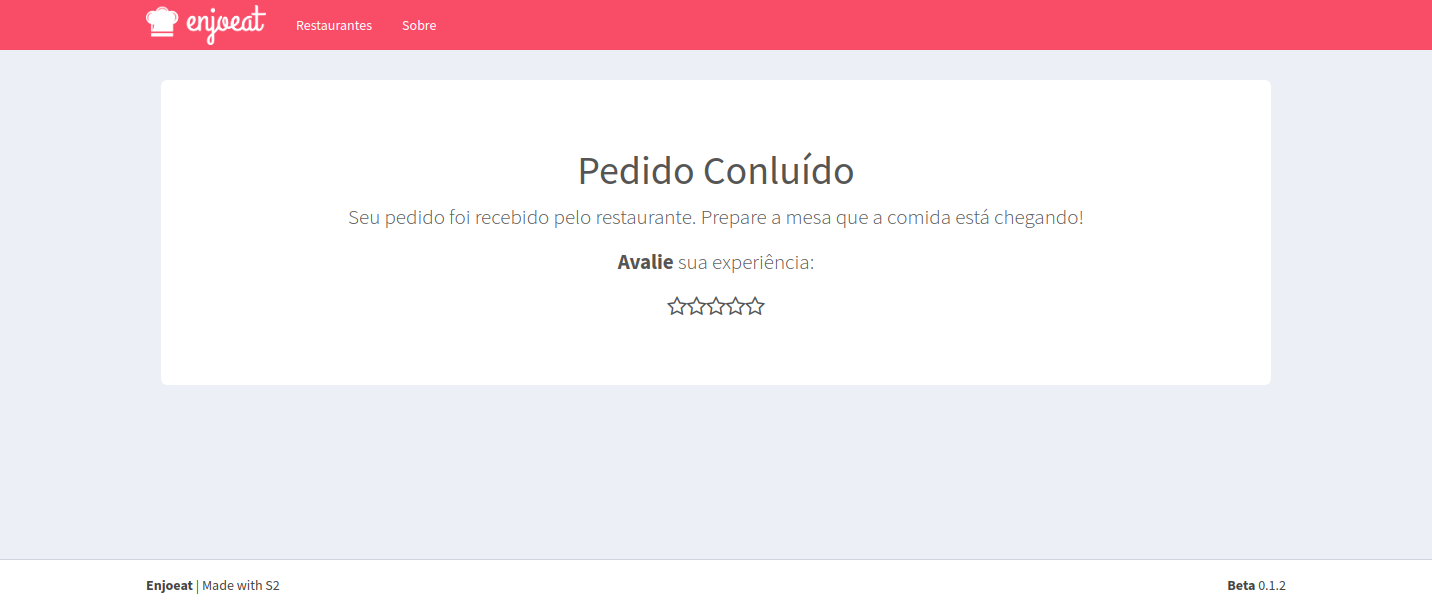 enjoeat Restaurantes Sobre
Pedido Conluído
Seu pedido foi recebido pelo restaurante. Prepare a mesa que a comida está chegando!
Avalie sua experiência:
Enjoeat | Made with S2
Beta 0.1.2